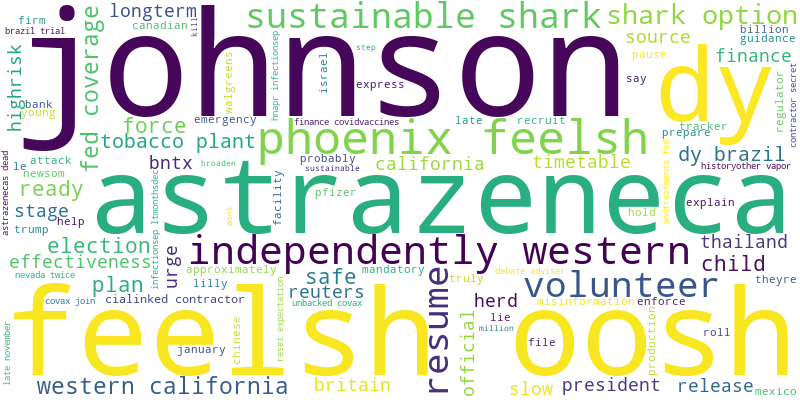 firm
longterm
canadian
kill
brazil trial
johnson
sustainable shark
shark option
billion
guidance
source
finance
highrisk
fed coverage
walgreens
hnapr infectionsep
israel
step
pause
express
say
dy
regulator
contractor secret
bank
young
force
emergency
finance covidvaccines
late
recruit
tracker
prepare
tobacco plant
phoenix feelsh
dy brazil
astrazenecas dead
le
attack
newsom
bntx
broaden
probably
sustainable
california
timetable
historyother vapor
ready
help
pfizer
astrazeneca
explain
hold
andtreatments fed
stage
trump
infectionsep ltmonthsdec
facility
wont
election
effectiveness
urge
independently western
thailand
child
nevada twice
plan
approximately
lilly
safe
reuters
mandatory
debate adviser
truly
volunteer
theyre
covax join
cialinked contractor
unbacked covax
resume
herd
misinformation
enforce
lie
million
feelsh
oosh
official
file
production
roll
late november
january
chinese
reset expectation
western california
britain
slow
president
release
mexico